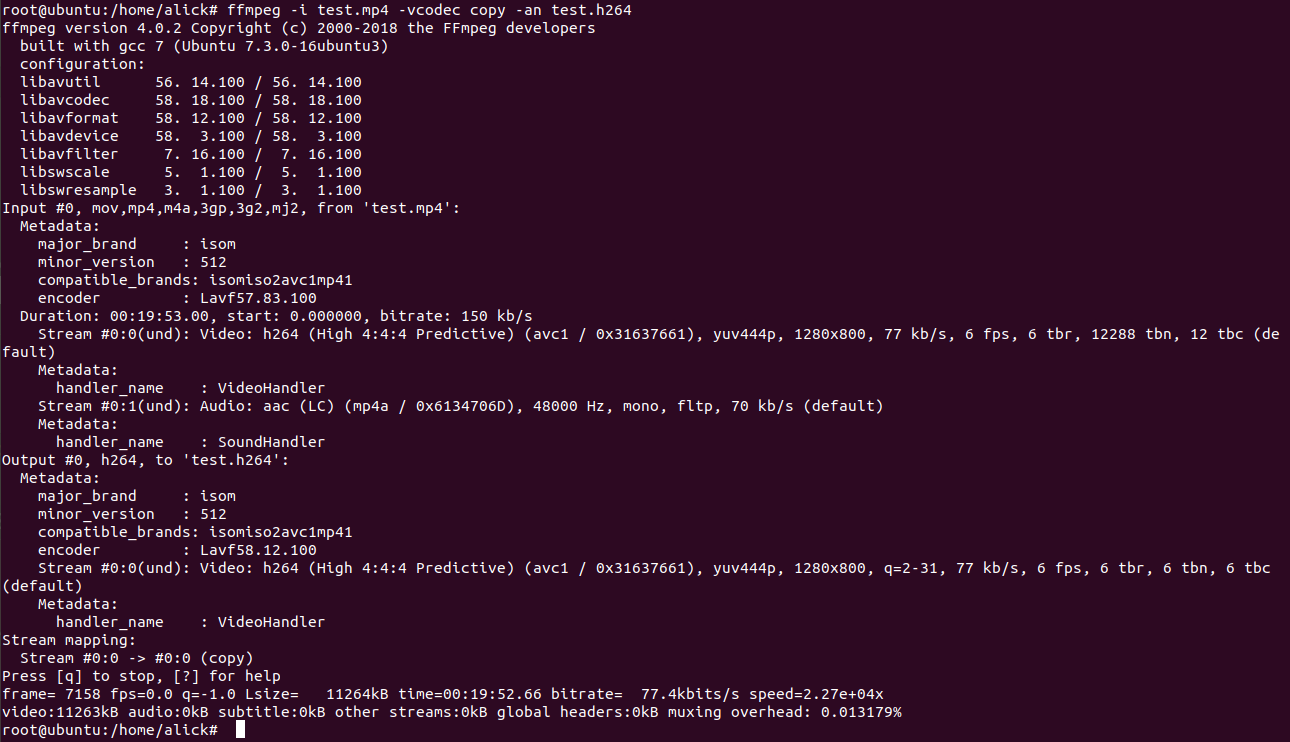 root@ubuntu:/home/alick# ffmpeg -i test.mp4 -vcodec copy -an test.h264
ffmpeg version 4.0.2 Copyright (c) 2000-2018 the FFmpeg developers
  built with gcc 7 (Ubuntu 7.3.0-16ubuntu3)
  configuration:
  libavutil      56. 14.100 / 56. 14.100
  libavcodec     58. 18.100 / 58. 18.100
  libavformat    58. 12.100 / 58. 12.100
  libavdevice    58.  3.100 / 58.  3.100
  libavfilter     7. 16.100 /  7. 16.100
  libswscale      5.  1.100 /  5.  1.100
  libswresample   3.  1.100 /  3.  1.100
Input #0, mov,mp4,m4a,3gp,3g2,mj2, from 'test.mp4':
  Metadata:
    major_brand     : isom
    minor_version   : 512
    compatible_brands: isomiso2avc1mp41
    encoder         : Lavf57.83.100
  Duration: 00:19:53.00, start: 0.000000, bitrate: 150 kb/s
    Stream #0:0(und): Video: h264 (High 4:4:4 Predictive) (avc1 / 0x31637661), yuv444p, 1280x800, 77 kb/s, 6 fps, 6 tbr, 12288 tbn, 12 tbc (de
fault)
    Metadata:
      handler_name    : VideoHandler
    Stream #0:1(und): Audio: aac (LC) (mp4a / 0x6134706D), 48000 Hz, mono, fltp, 70 kb/s (default)
    Metadata:
      handler_name    : SoundHandler
Output #0, h264, to 'test.h264':
  Metadata:
    major_brand     : isom
    minor_version   : 512
    compatible_brands: isomiso2avc1mp41
    encoder         : Lavf58.12.100
    Stream #0:0(und): Video: h264 (High 4:4:4 Predictive) (avc1 / 0x31637661), yuv444p, 1280x800, q=2-31, 77 kb/s, 6 fps, 6 tbr, 6 tbn, 6 tbc
(default)
    Metadata:
      handler_name    : VideoHandler
Stream mapping:
  Stream #0:0 -> #0:0 (copy)
Press [q] to stop, [?] for help
frame= 7158 fps=0.0 q=-1.0 Lsize=   11264kB time=00:19:52.66 bitrate=  77.4kbits/s speed=2.27e+04x
video:11263kB audio:0kB subtitle:0kB other streams:0kB global headers:0kB muxing overhead: 0.013179%
root@ubuntu:/home/alick#